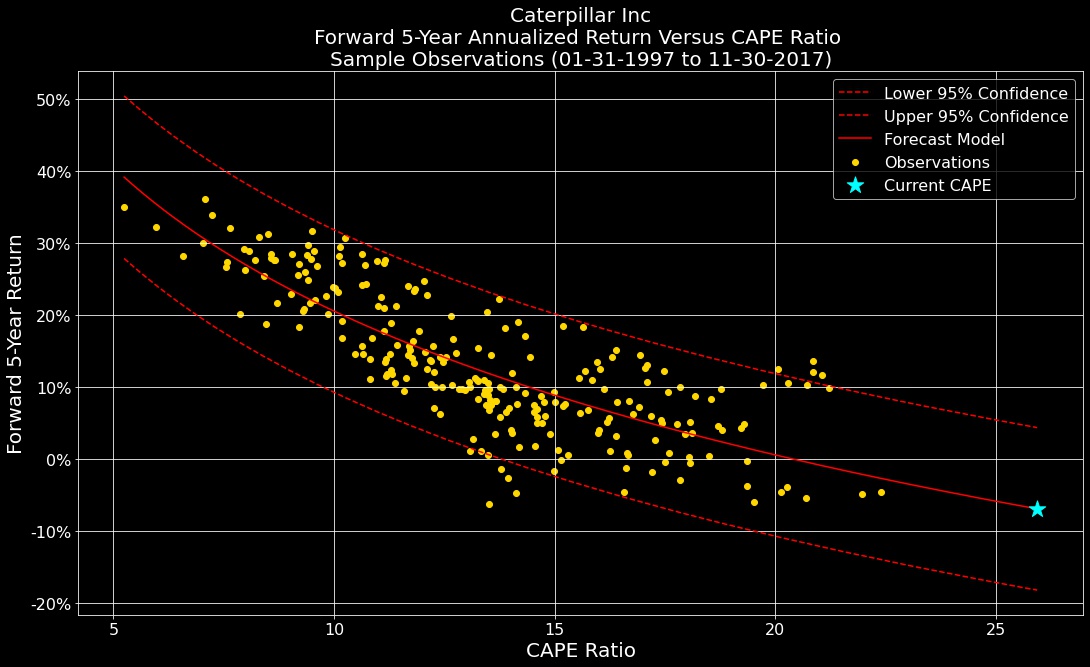 Caterpillar Inc
Forward 5-Year Annualized Return Versus CAPE Ratio
Sample Observations (01-31-1997 to 11-30-2017)
Lower 95% Confidence
Upper 95% Confidence
Forecast Model
Observations
Current CAPE
Forward 5-Year Return
50%
40%
30%
20%
10%
0%
-10%
-20%
5
10
15
20
25
CAPE Ratio